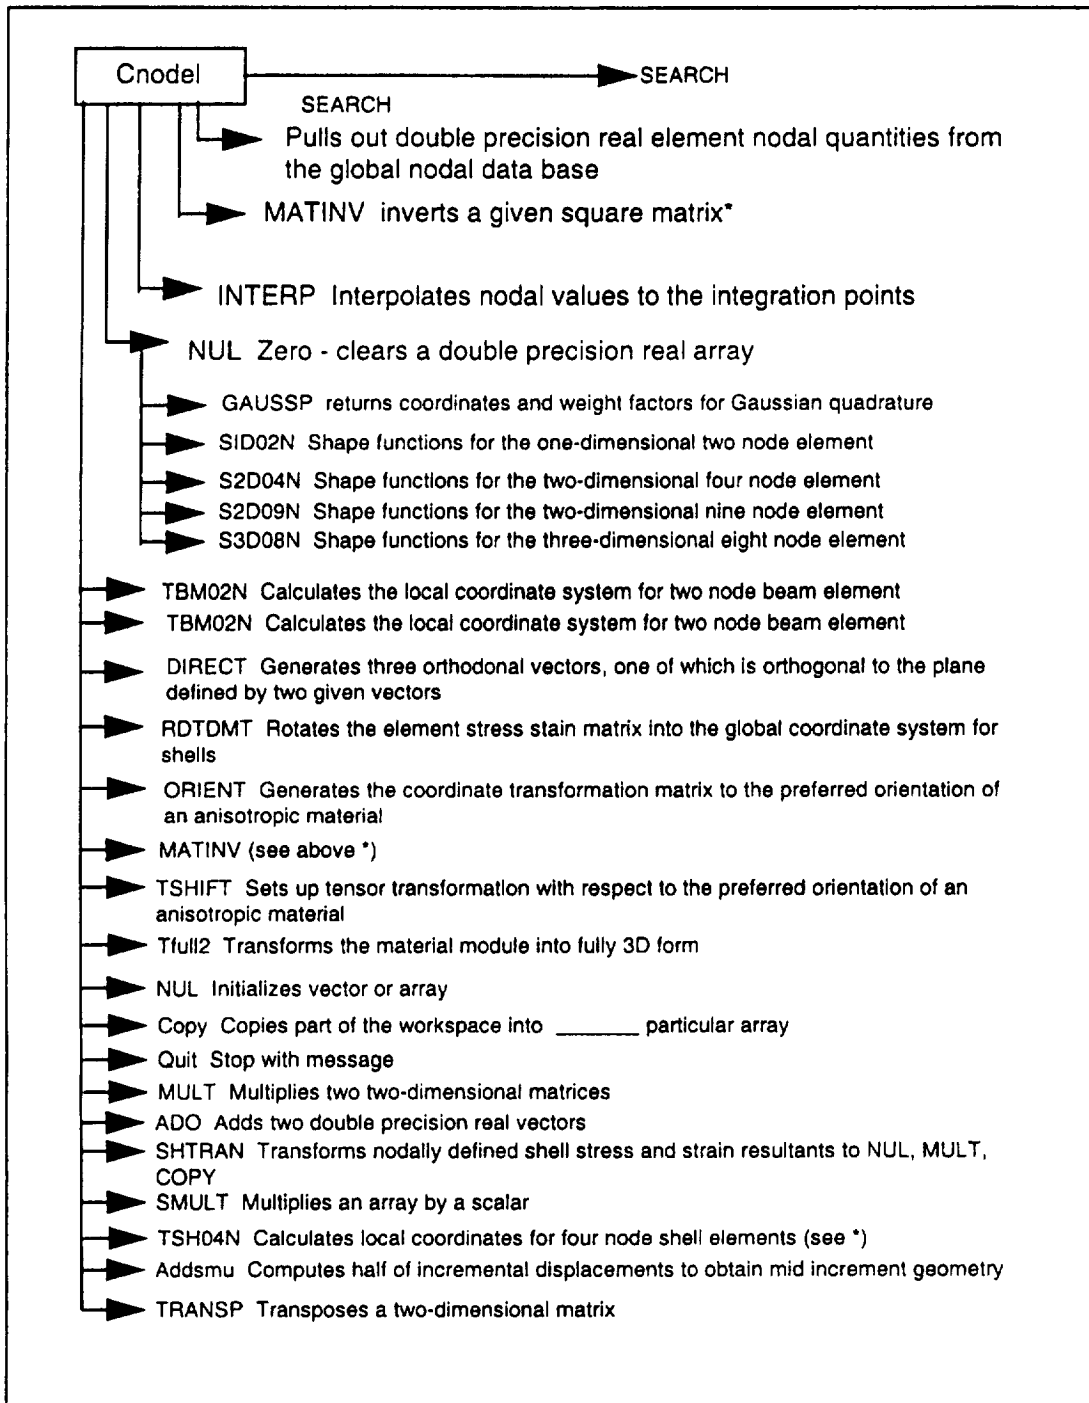 Cnodel
SEARCH
SEARCH
Pulls out double precision real element nodal quantities from
the global nodal data base
MATINV inverts a given square matrix*
INTERP Interpolates nodal values to the integration points
NUL Zero - clears a double precision real array
GAUSSP returns coordinates and weight factors for Gaussian quadrature
SID02N Shape functions for the one-dimensional two node element
S2D04N Shape functions for the two-dimensional four node element
S2D09N Shape functions for the two-dimensional nine node element
S3D08N Shape functions for the three-dimensional eight node element
TBM02N Calculates the local coordinate system for two node beam element
TBM02N Calculates the local coordinate system for two node beam element
DIRECT Generates three orthodonal vectors, one of which is orthogonal to the plane
defined by two given vectors
RDTDMT Rotates the element stress stain matrix into the global coordinate system for
shells
ORIENT Generates the coordinate transformation matrix to the preferred orientation of
an anisotropic material
MATINV (see above *)
TSHIFT Sets up tensor transformation with respect to the preferred orientation of an
anisotropic material
Tfull2 Transforms the material module into fully 3D form
NUL Initializes vector or array
Copy Copies part of the workspace into ________ particular array
Quit Stop with message
MULT Multiplies two two-dimensional matrices
ADO Adds two double precision real vectors
SHTRAN Transforms nodally defined shell stress and strain resultants to NUL, MULT,
COPY
SMULT Multiplies an array by a scalar
TSH04N Calculates local coordinates for four node shell elements (see *)
Addsmu Computes half of incremental displacements to obtain mid increment geometry
TRANSP Transposes a two-dimensional matrix